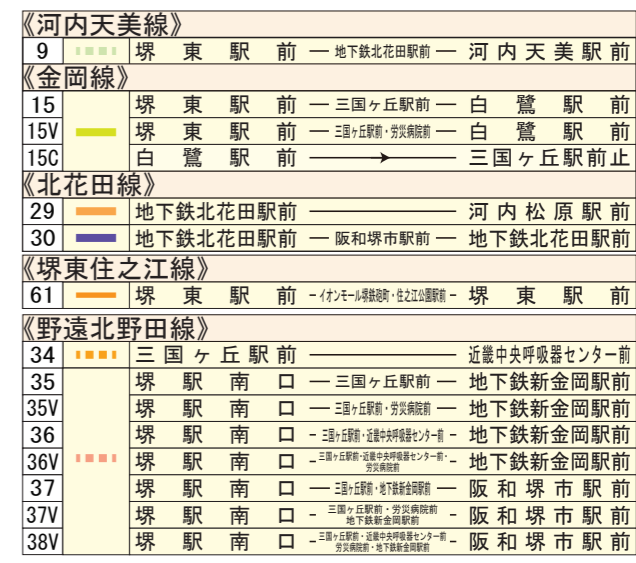 《河内天美線》
9 堺東駅前 ― 地下鉄北花田駅前 ― 河内天美駅前
《金岡線》
15 堺東駅前 ― 三国ヶ丘駅前 ― 白鷺駅前
15V 堺東駅前 ― 三国ヶ丘駅前・労災病院前 ― 白鷺駅前
15C 白鷺駅前 → 三国ヶ丘駅前止
《北花田線》
29 地下鉄北花田駅前 ― 河内松原駅前
30 地下鉄北花田駅前 ― 阪和堺市駅前 ― 地下鉄北花田駅前
《堺東住之江線》
61 堺東駅前 - イオンモール堺鉄砲町・住之江公園駅前 - 堺東駅前
《野遠北野田線》
34 三国ヶ丘駅前 ― 近畿中央呼吸器センター前
35 堺駅南口 ― 三国ヶ丘駅前 ― 地下鉄新金岡駅前
35V 堺駅南口 ― 三国ヶ丘駅前・労災病院前 ― 地下鉄新金岡駅前
36 堺駅南口 - 三国ヶ丘駅前・近畿中央呼吸器センター前 - 地下鉄新金岡駅前
36V 堺駅南口 - 三国ヶ丘駅前・近畿中央呼吸器センター前・労災病院前 - 地下鉄新金岡駅前
37 堺駅南口 ― 三国ヶ丘駅前・地下鉄新金岡駅前 ― 阪和堺市駅前
37V 堺駅南口 - 三国ヶ丘駅前・労災病院前 地下鉄新金岡駅前 - 阪和堺市駅前
38V 堺駅南口 - 三国ヶ丘駅前・近畿中央呼吸器センター前 労災病院前・地下鉄新金岡駅前 - 阪和堺市駅前